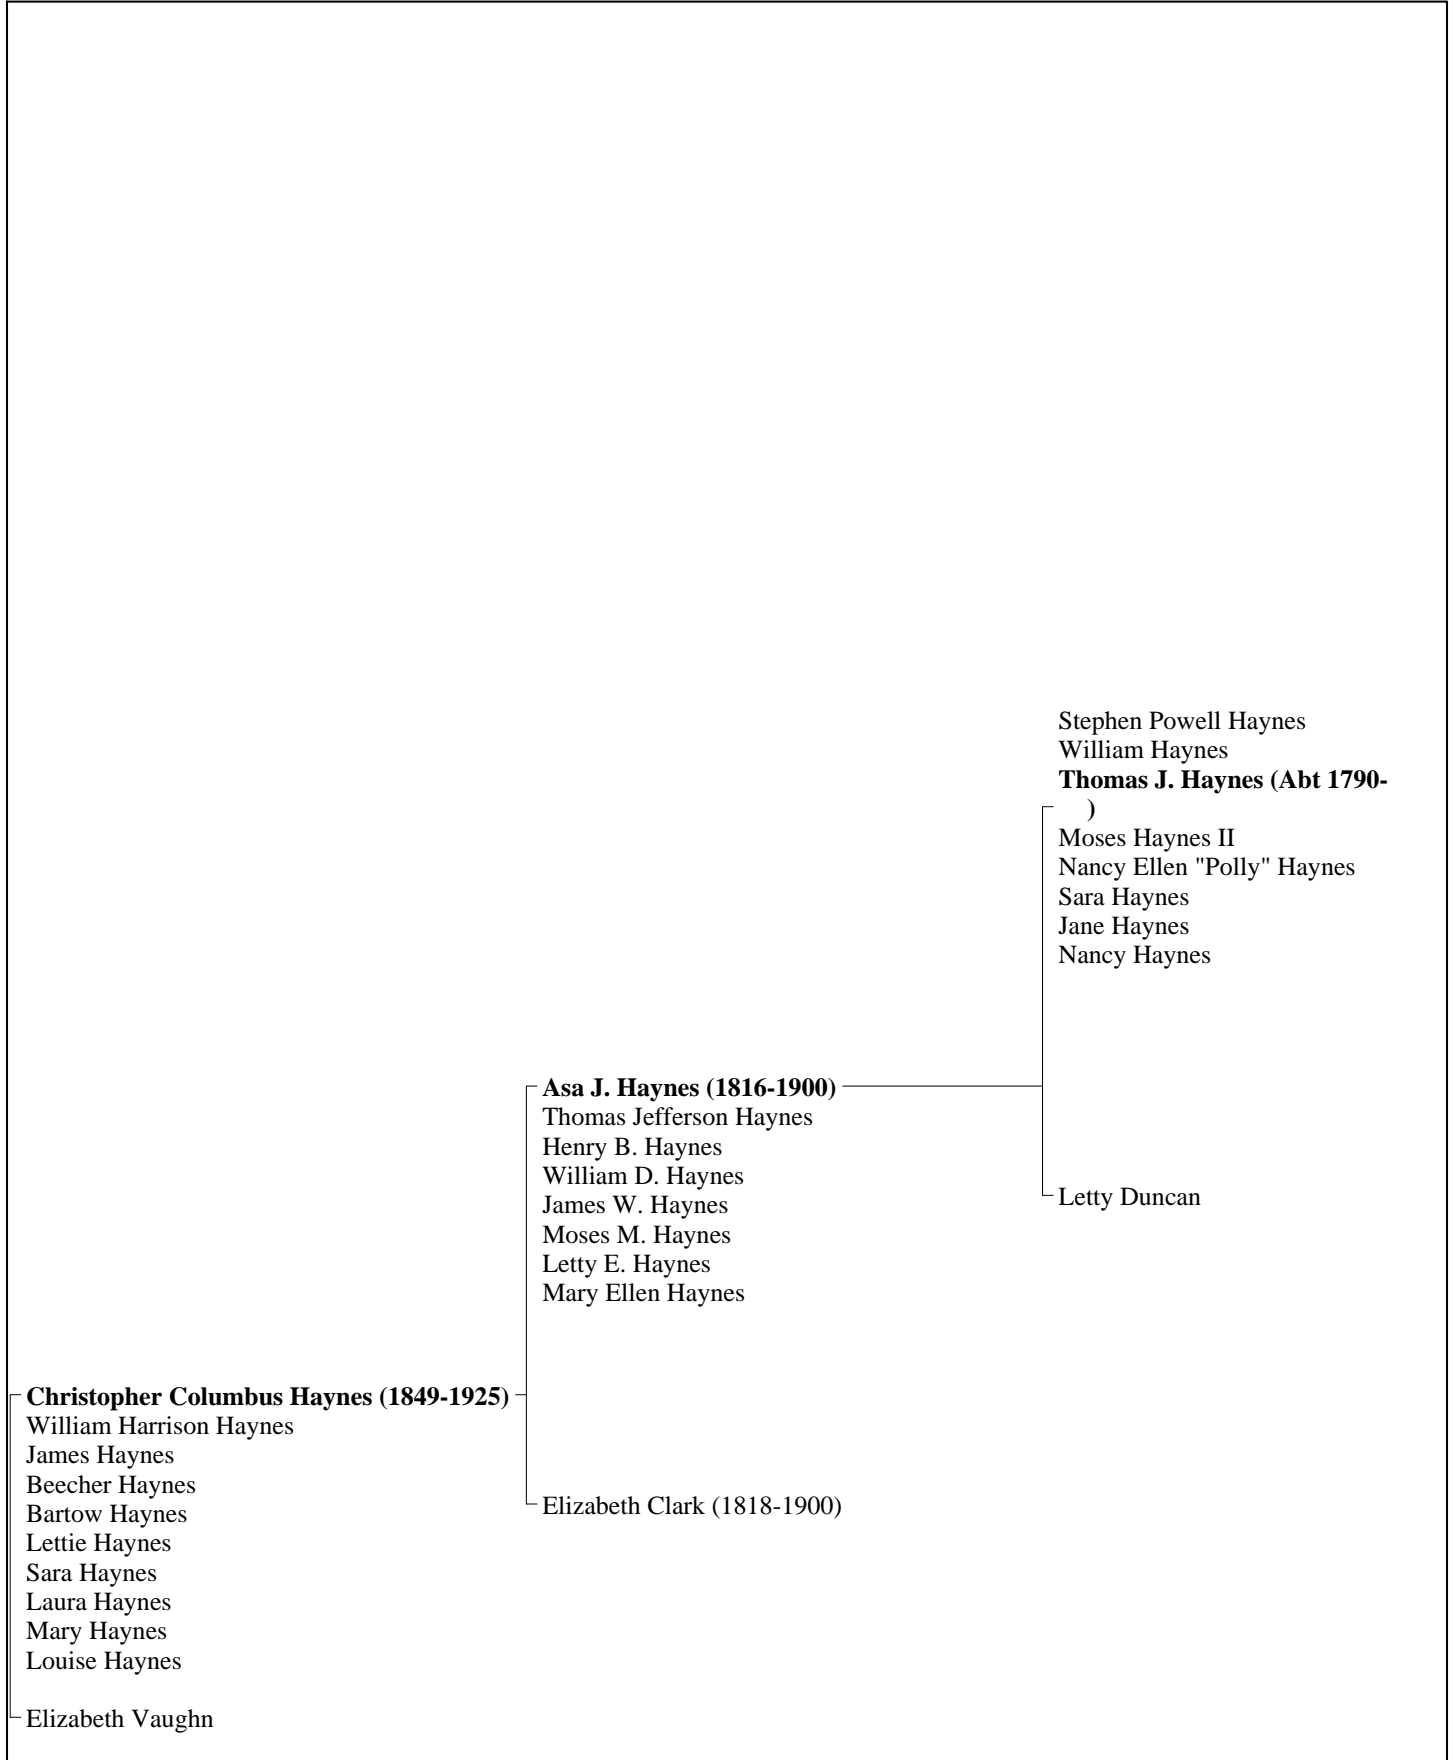 Stephen Powell Haynes
William Haynes
Thomas J. Haynes (Abt 1790-
)
Moses Haynes II
Nancy Ellen "Polly" Haynes
Sara Haynes
Jane Haynes
Nancy Haynes
Asa J. Haynes (1816-1900)
Thomas Jefferson Haynes
Henry B. Haynes
William D. Haynes
James W. Haynes
Moses M. Haynes
Letty E. Haynes
Mary Ellen Haynes
Letty Duncan
Christopher Columbus Haynes (1849-1925)
William Harrison Haynes
James Haynes
Beecher Haynes
Bartow Haynes
Lettie Haynes
Sara Haynes
Laura Haynes
Mary Haynes
Louise Haynes
Elizabeth Clark (1818-1900)
Elizabeth Vaughn